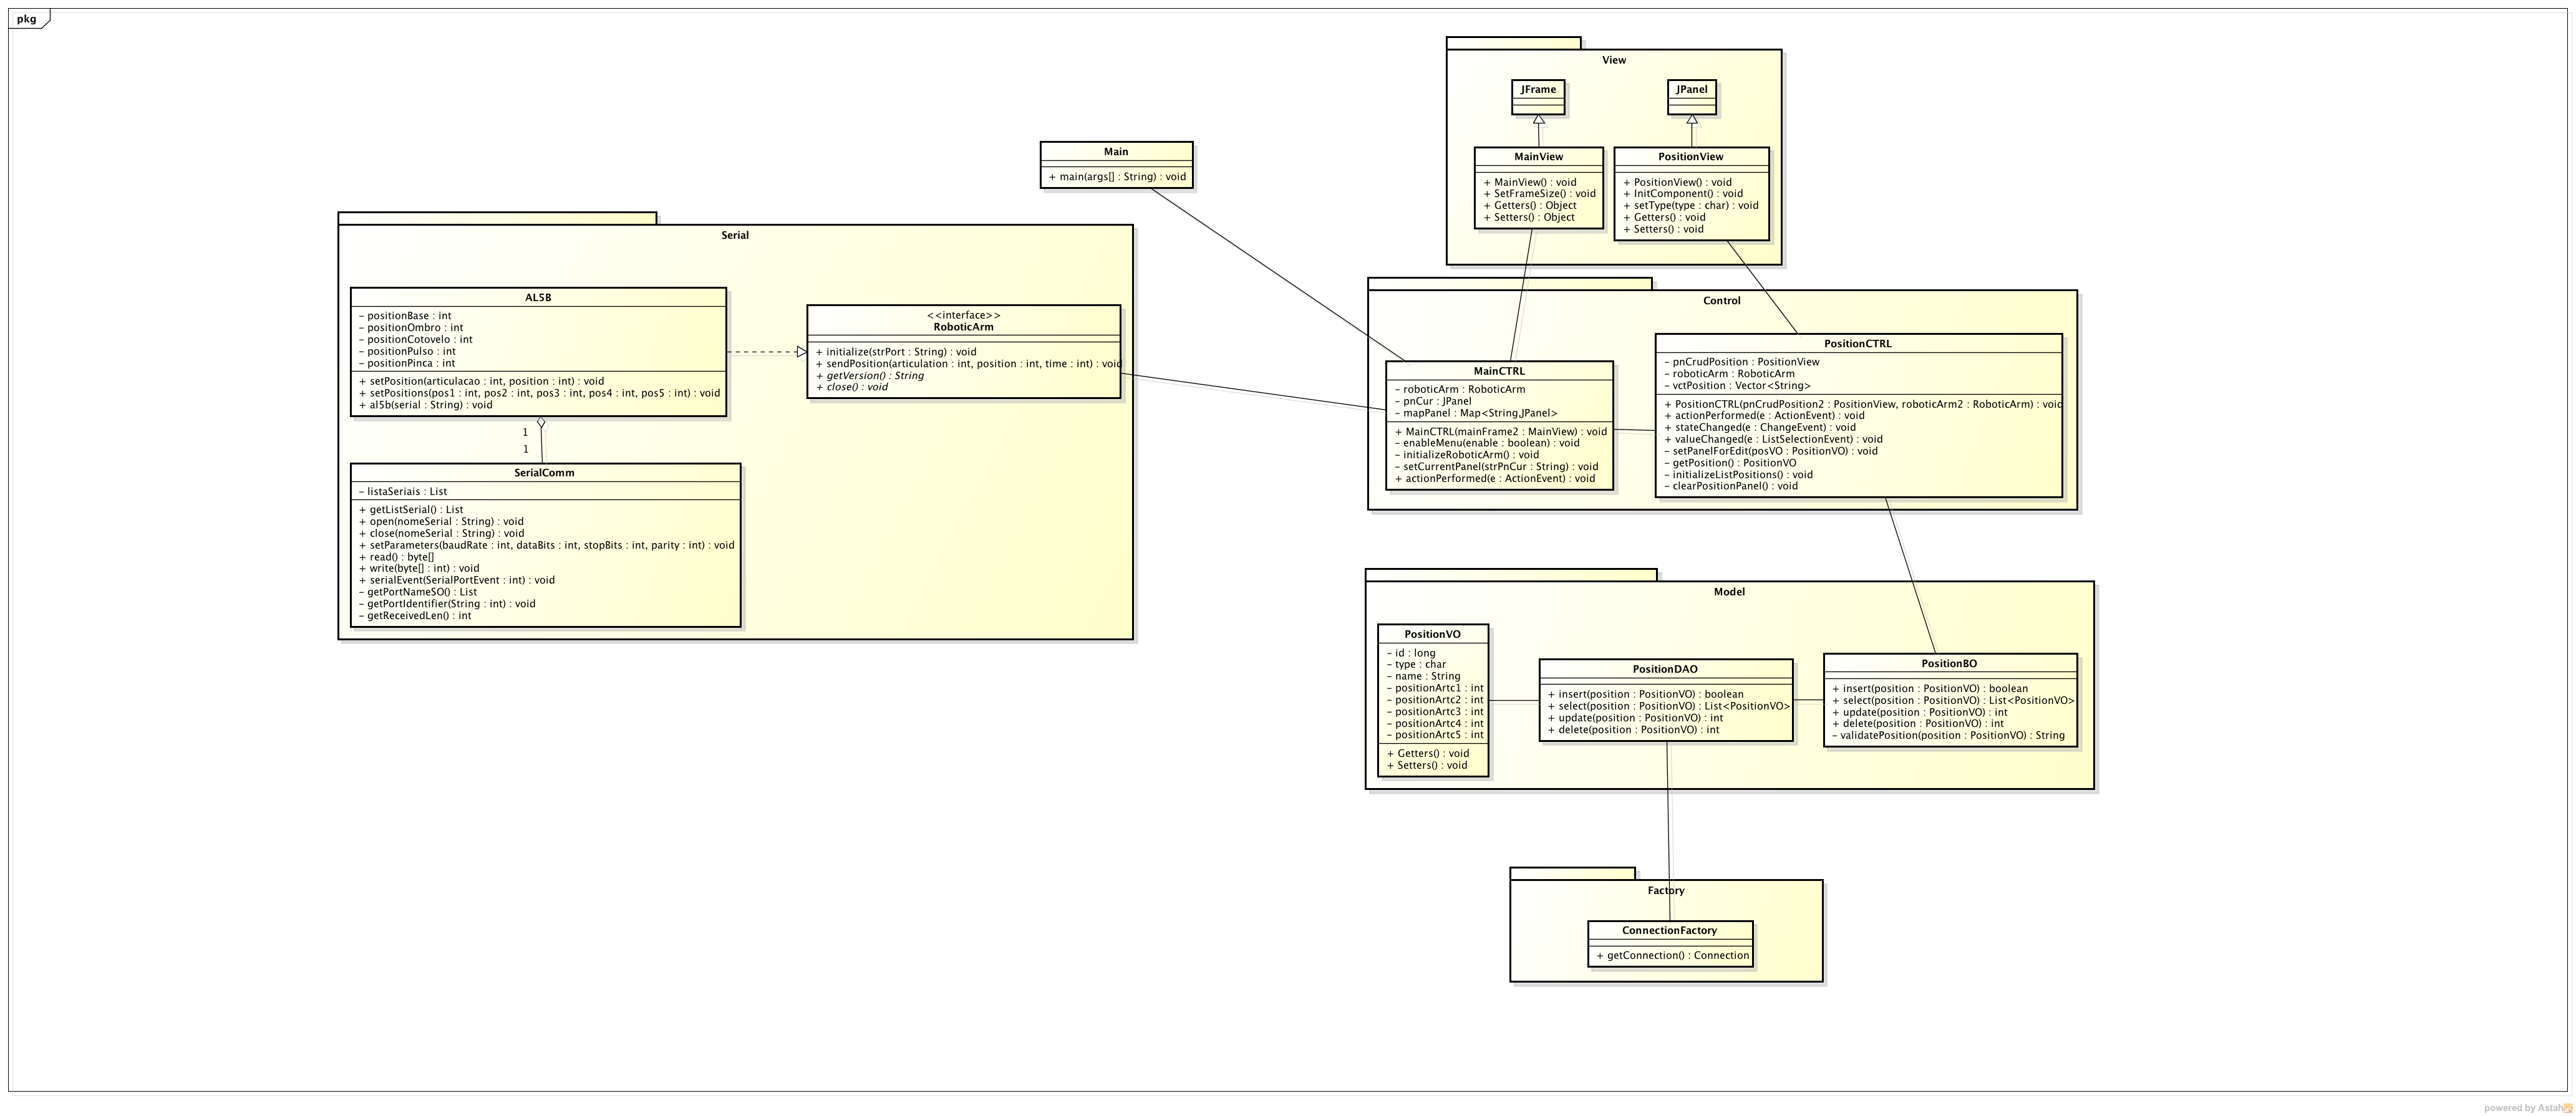 pkg
View
JFrame
JPanel
MainView
+ MainView() : void
+ SetFrameSize() : void
+ Getters() : Object
+ Setters() : Object
PositionView
+ PositionView() : void
+ InitComponent() : void
+ setType(type : char) : void
+ Getters() : void
+ Setters() : void
Main
+ main(args[] : String) : void
Serial
AL5B
– positionBase : int
– positionOmbro : int
– positionCotovelo : int
– positionPulso : int
– positionPinca : int
+ setPosition(articulacao : int, position : int) : void
+ setPositions(pos1 : int, pos2 : int, pos3 : int, pos4 : int, pos5 : int) : void
+ al5b(serial : String) : void
<<interface>>
RoboticArm
+ initialize(strPort : String) : void
+ sendPosition(articulation : int, position : int, time : int) : void
+ getVersion() : String
+ close() : void
1
1
SerialComm
– listaSeriais : List
+ getListSerial() : List
+ open(nomeSerial : String) : void
+ close(nomeSerial : String) : void
+ setParameters(baudRate : int, dataBits : int, stopBits : int, parity : int) : void
+ read() : byte[]
+ write(byte[] : int) : void
+ serialEvent(SerialPortEvent : int) : void
– getPortNameSO() : List
– getPortIdentifier(String : int) : void
– getReceivedLen() : int
Control
MainCTRL
– roboticArm : RoboticArm
– pnCur : JPanel
– mapPanel : Map<String,JPanel>
+ MainCTRL(mainFrame2 : MainView) : void
– enableMenu(enable : boolean) : void
– initializeRoboticArm() : void
– setCurrentPanel(strPnCur : String) : void
+ actionPerformed(e : ActionEvent) : void
PositionCTRL
– pnCrudPosition : PositionView
– roboticArm : RoboticArm
– vctPosition : Vector<String>
+ PositionCTRL(pnCrudPosition2 : PositionView, roboticArm2 : RoboticArm) : void
+ actionPerformed(e : ActionEvent) : void
+ stateChanged(e : ChangeEvent) : void
+ valueChanged(e : ListSelectionEvent) : void
– setPanelForEdit(posVO : PositionVO) : void
– getPosition() : PositionVO
– initializeListPositions() : void
– clearPositionPanel() : void
Model
PositionVO
– id : long
– type : char
– name : String
– positionArtc1 : int
– positionArtc2 : int
– positionArtc3 : int
– positionArtc4 : int
– positionArtc5 : int
+ Getters() : void
+ Setters() : void
PositionDAO
+ insert(position : PositionVO) : boolean
+ select(position : PositionVO) : List<PositionVO>
+ update(position : PositionVO) : int
+ delete(position : PositionVO) : int
PositionBO
+ insert(position : PositionVO) : boolean
+ select(position : PositionVO) : List<PositionVO>
+ update(position : PositionVO) : int
+ delete(position : PositionVO) : int
– validatePosition(position : PositionVO) : String
Factory
ConnectionFactory
+ getConnection() : Connection
powered by Astah